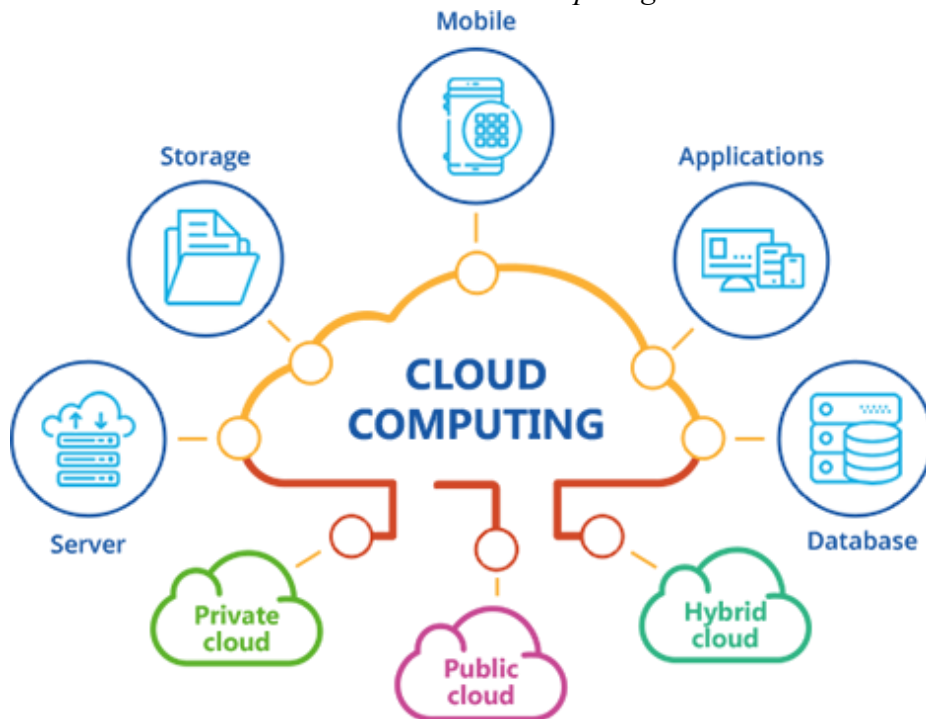 Mobile
Storage
Applications
CLOUD
COMPUTING
Server
Database
Private
cloud
Public
cloud
Hybrid
cloud